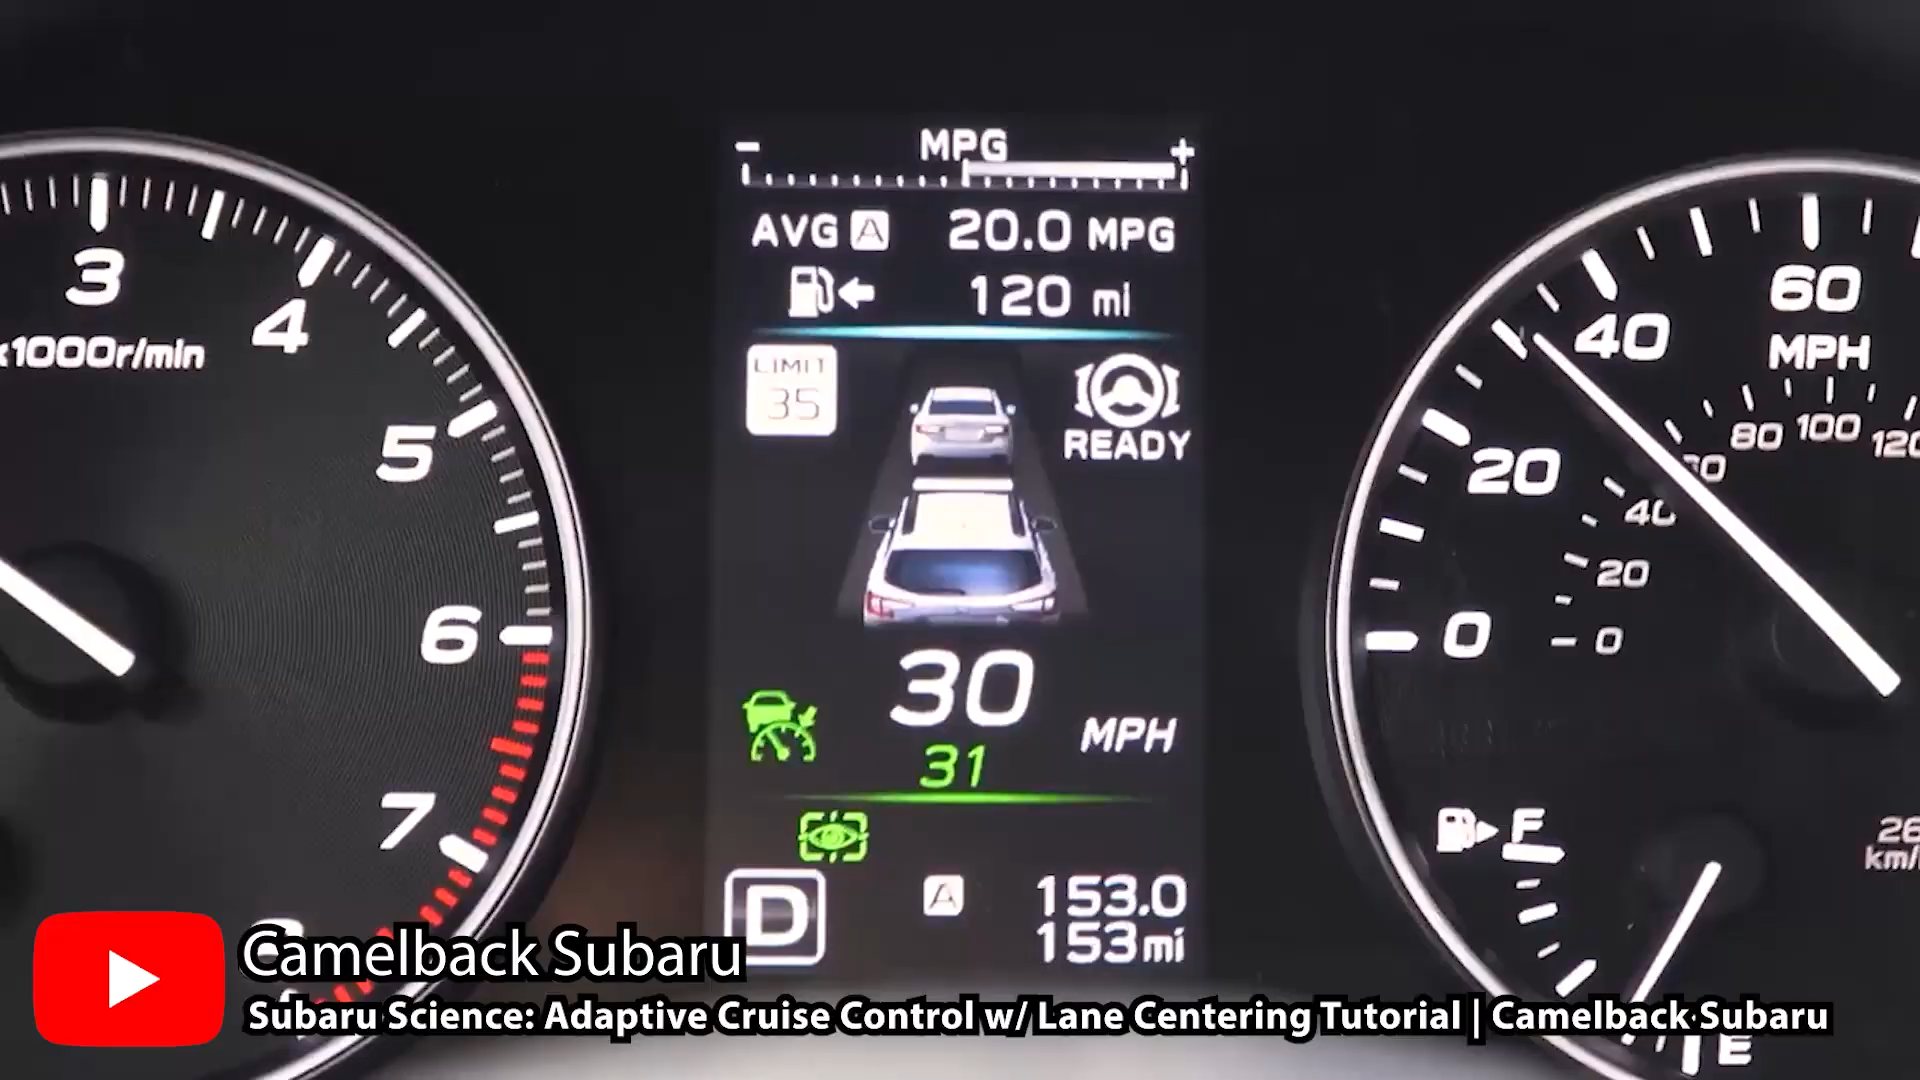 - MPG +
AVG A 20.0 MPG
120 mi
LIMIT
35
READY
30
MPH
31
D
A 153.0
153mi
3
4
x1000r/min
5
6
7
60
40
MPH
20
0
80 100 120
40
20
0
F
E
km/
Camelback Subaru
Subaru Science: Adaptive Cruise Control w/ Lane Centering Tutorial | Camelback Subaru